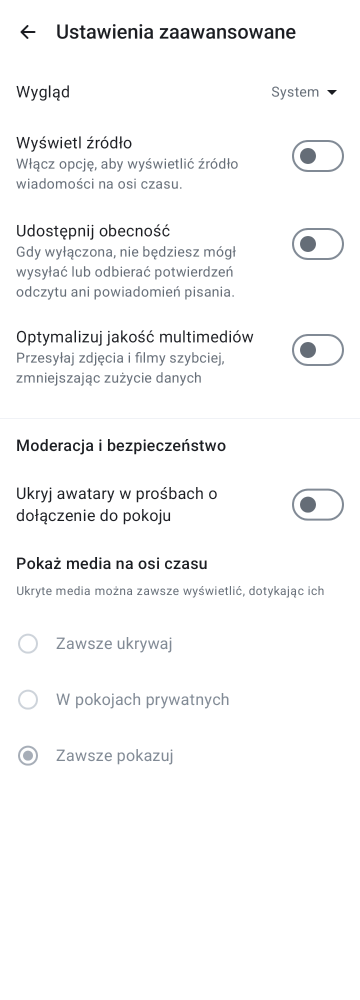 Ustawienia zaawansowane
Wygląd
System
Wyświetl źródło
Włącz opcję, aby wyświetlić źródło
wiadomości na osi czasu.
Udostępnij obecność
Gdy wyłączona, nie będziesz mógł
wysyłać lub odbierać potwierdzeń
odczytu ani powiadomień pisania.
Optymalizuj jakość multimediów
Przesyłaj zdjęcia i filmy szybciej,
zmniejszając zużycie danych
Moderacja i bezpieczeństwo
Ukryj awatary w prośbach o
dołączenie do pokoju
Pokaż media na osi czasu
Ukryte media można zawsze wyświetlić, dotykając ich
Zawsze ukrywaj
W pokojach prywatnych
Zawsze pokazuj